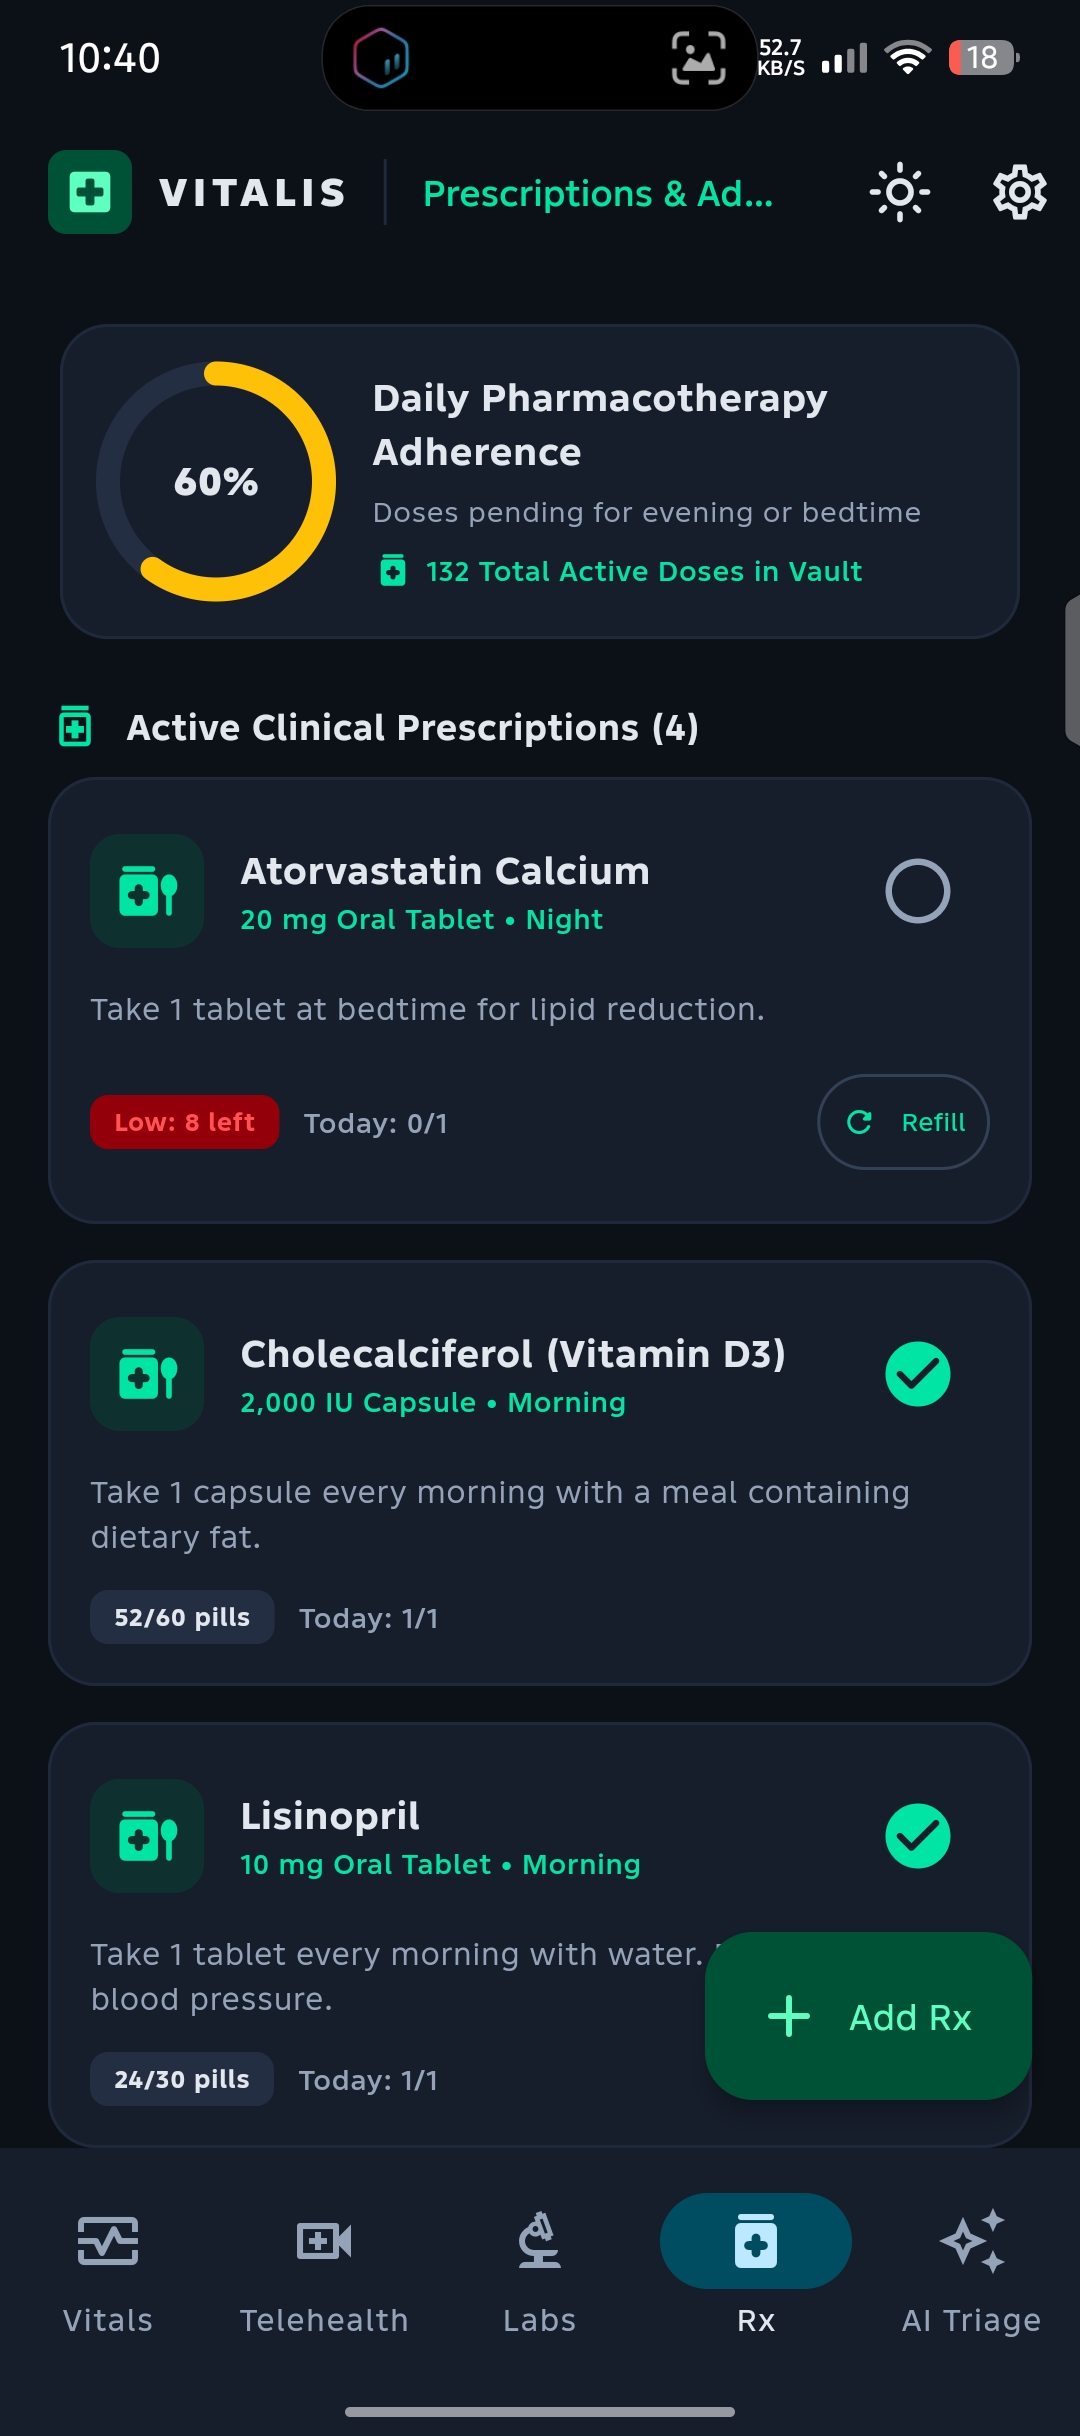 10:40
52.7
KB/S
18
VITALIS
Prescriptions & Ad...
60%
Daily Pharmacotherapy
Adherence
Doses pending for evening or bedtime
132 Total Active Doses in Vault
Active Clinical Prescriptions (4)
Atorvastatin Calcium
20 mg Oral Tablet • Night
Take 1 tablet at bedtime for lipid reduction.
Low: 8 left
Today: 0/1
Refill
Cholecalciferol (Vitamin D3)
2,000 IU Capsule • Morning
Take 1 capsule every morning with a meal containing
dietary fat.
52/60 pills
Today: 1/1
Lisinopril
10 mg Oral Tablet • Morning
Take 1 tablet every morning with water.
blood pressure.
24/30 pills
Today: 1/1
Add Rx
Vitals
Telehealth
Labs
Rx
AI Triage